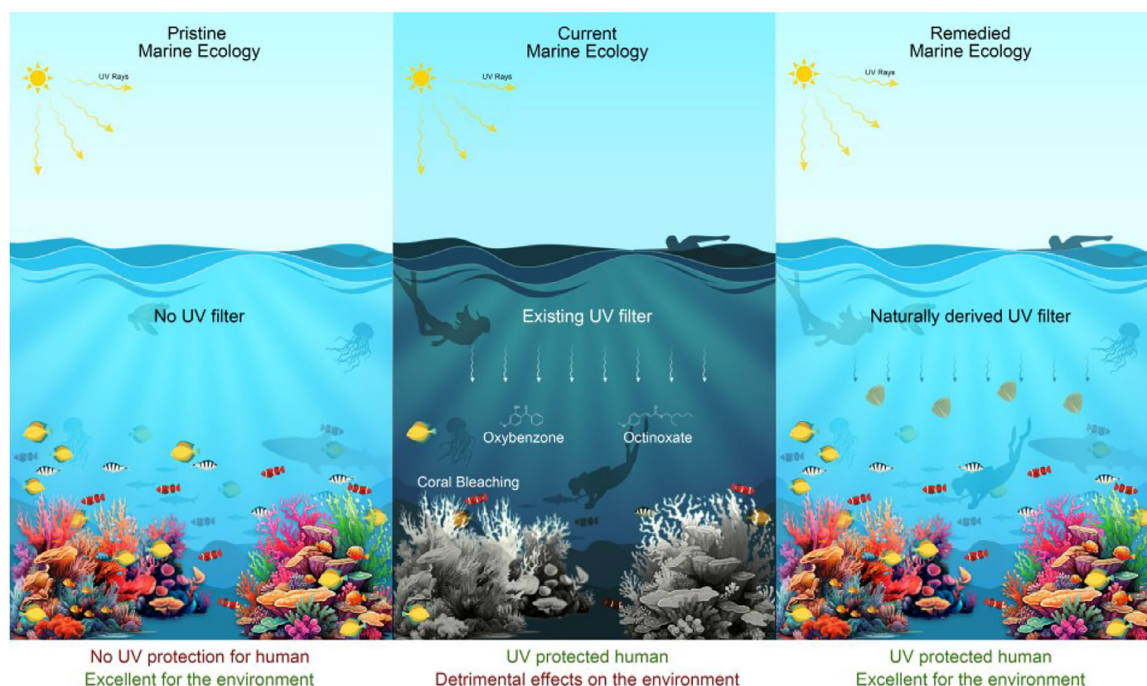 Pristine
Marine Ecology
UV Rays
No UV filter
No UV protection for human
Excellent for the environment
Current
Marine Ecology
UV Rays
Existing UV filter
Oxybenzone
Octinoxate
Coral Bleaching
UV protected human
Detrimental effects on the environment
Remedied
Marine Ecology
UV Rays
Naturally derived UV filter
UV protected human
Excellent for the environment